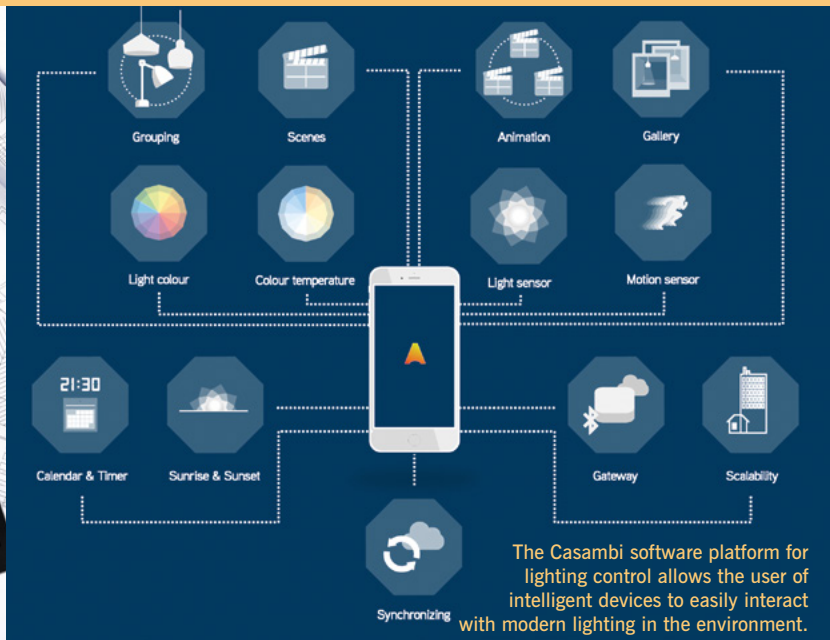 Grouping
Scenes
Animation
Gallery
Light colour
Colour temperature
Light sensor
Motion sensor
21:30
Calendar & Timer
Sunrise & Sunset
Gateway
Scalability
Synchronizing
The Casambi software platform for
lighting control allows the user of
intelligent devices to easily interact
with modern lighting in the environment.